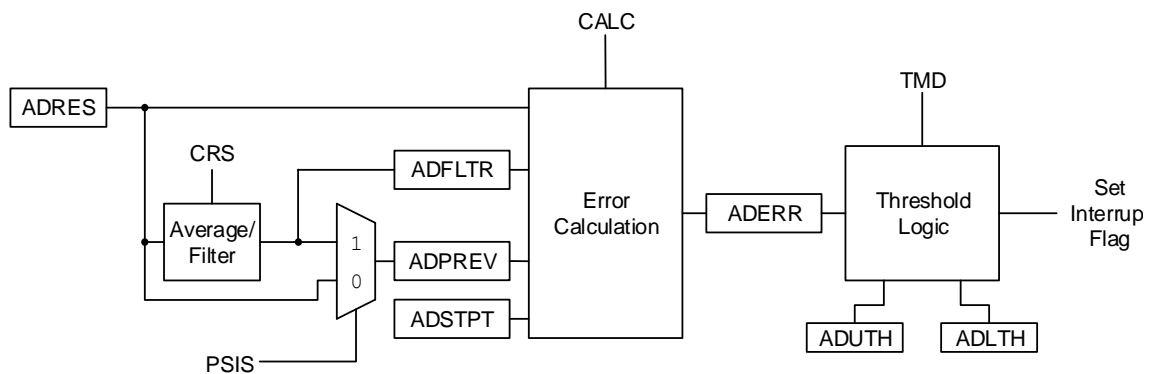 CALC
TMD
ADRES
CRS
ADFLTR
Average/
Filter
1
0
ADPREV
ADSTPT
PSIS
Error
Calculation
ADERR
Threshold
Logic
Set
Interrup
Flag
ADUTH
ADLTH